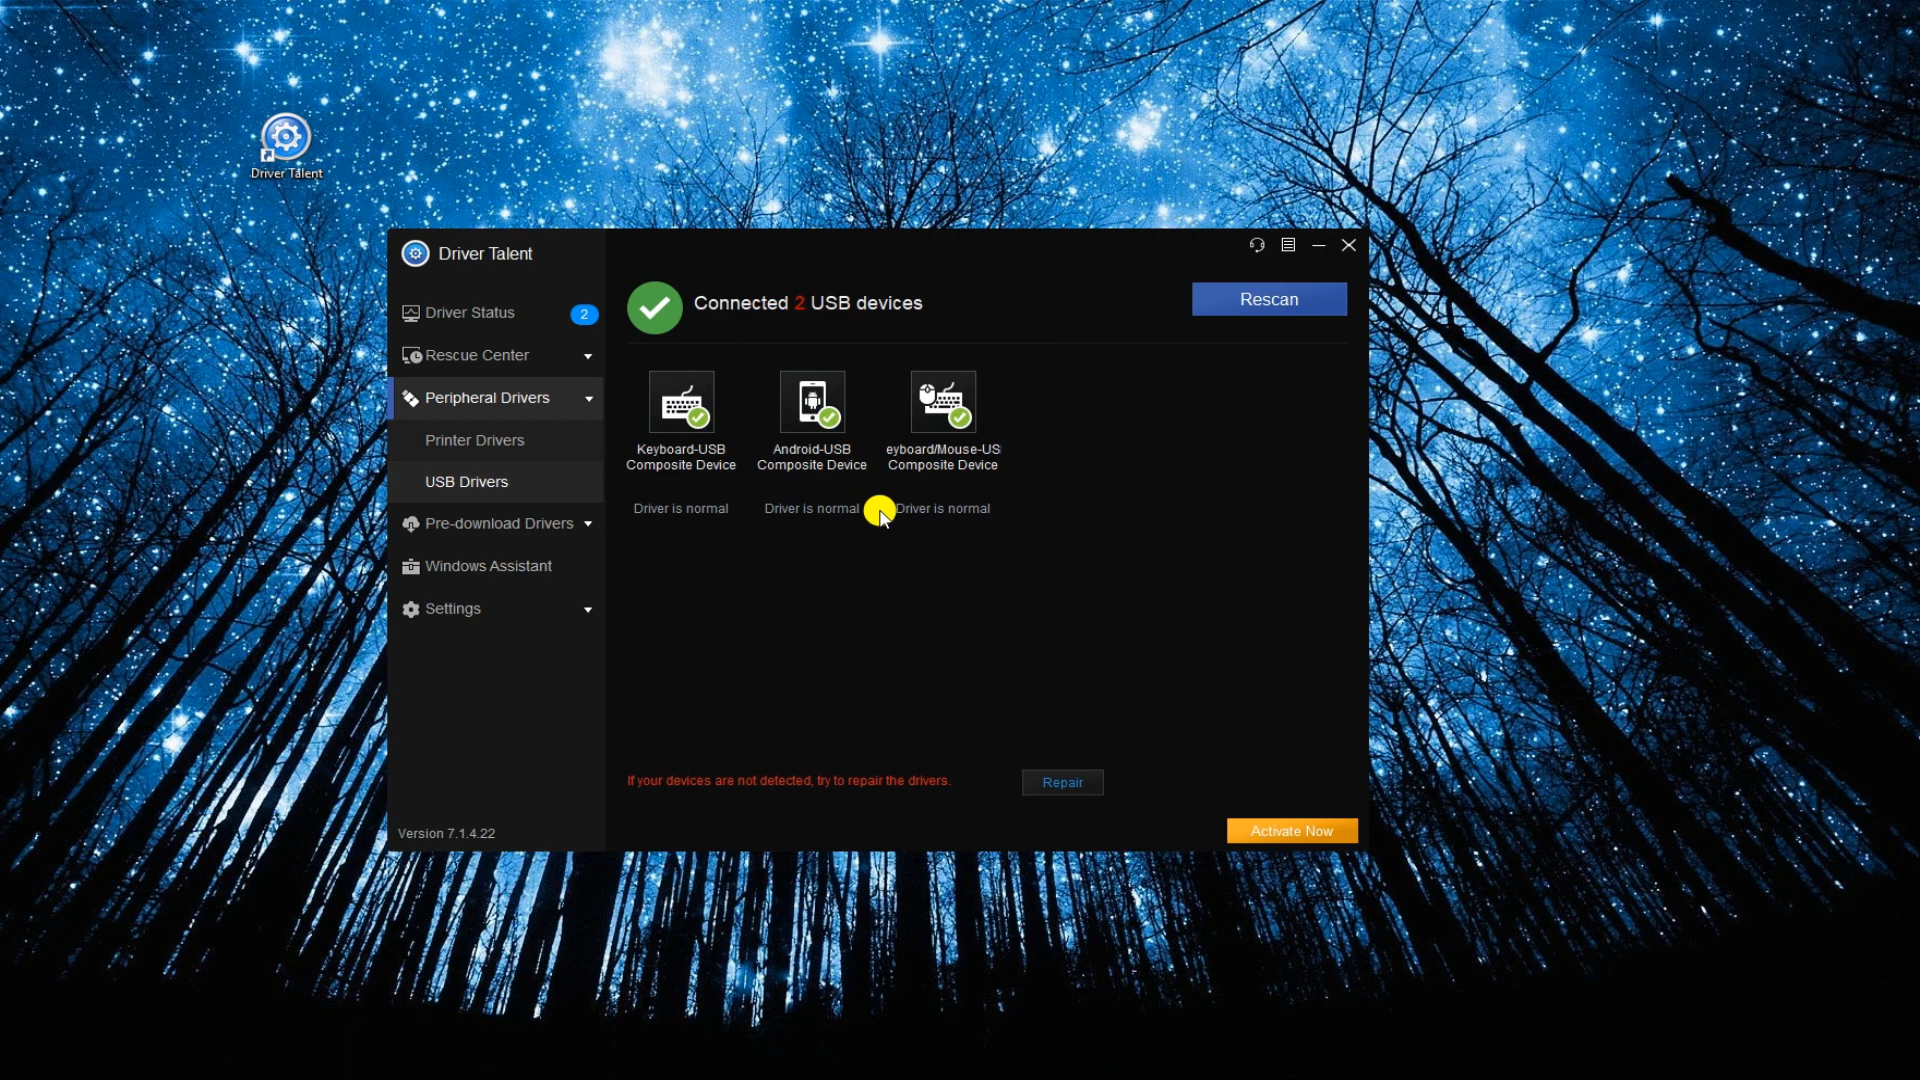 Driver Talent
Driver Talent
Driver Status
2
Rescue Center
Peripheral Drivers
Printer Drivers
USB Drivers
Pre-download Drivers
Windows Assistant
Settings
Version 7.1.4.22
Connected 2 USB devices
Rescan
Keyboard-USB
Composite Device
Driver is normal
Android-USB
Composite Device
Driver is normal
eyboard/Mouse-US
Composite Device
Driver is normal
If your devices are not detected, try to repair the drivers.
Repair
Activate Now